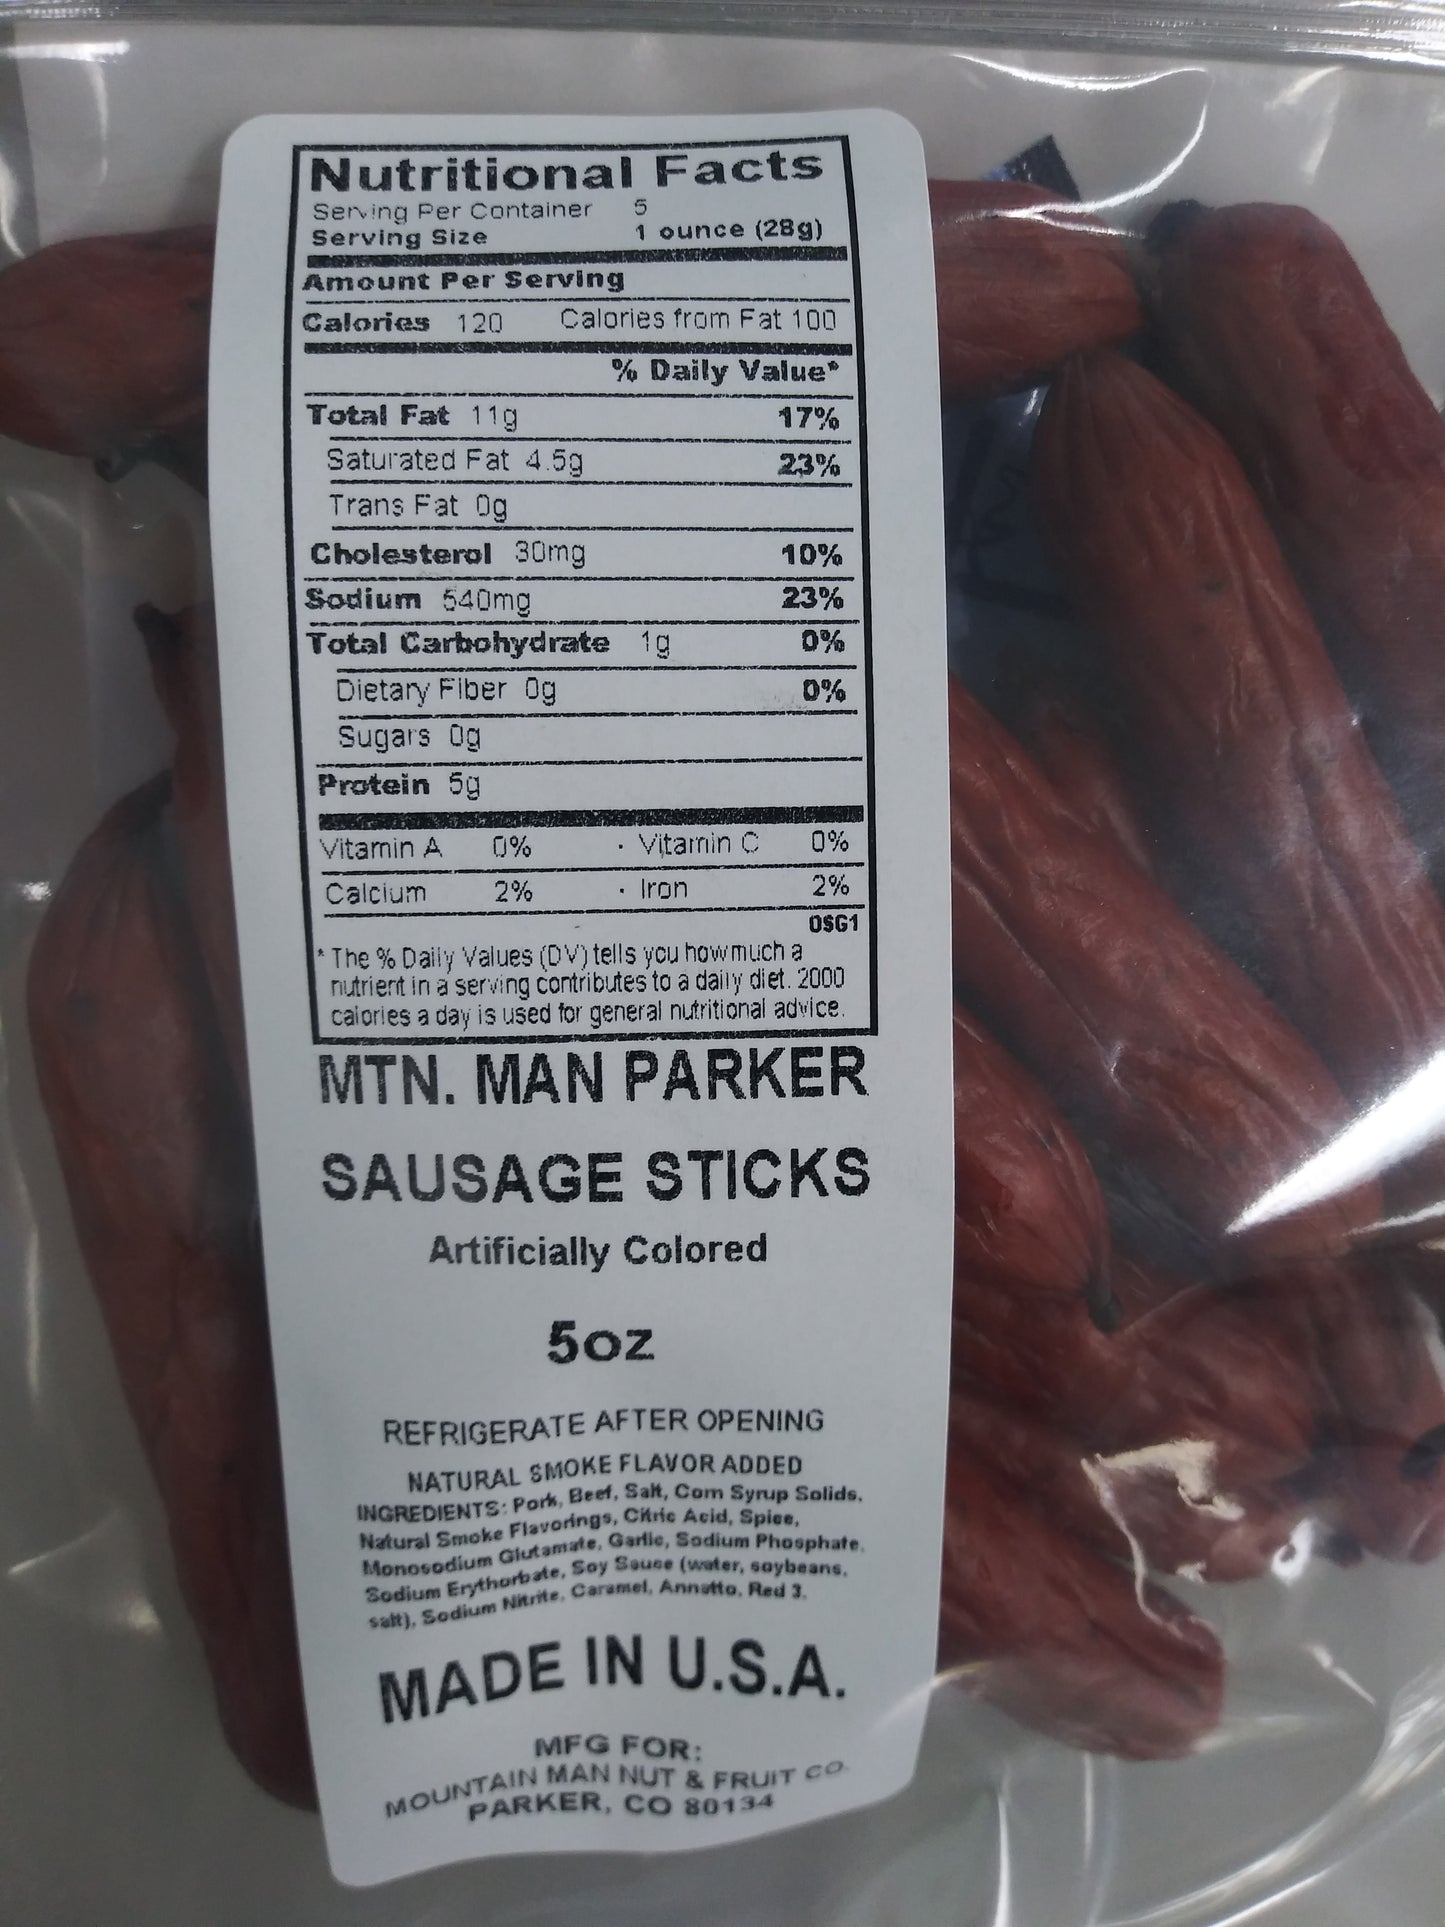 Nutritional Facts
Serving Per Container 5
Serving Size 1 ounce (28g)
Amount Per Serving
Calories 120 Calories from Fat 100
% Daily Value*
Total Fat 11g 17%
Saturated Fat 4.5g 23%
Trans Fat 0g
Cholesterol 30mg 10%
Sodium 540mg 23%
Total Carbohydrate 1g 0%
Dietary Fiber 0g 0%
Sugars 0g
Protein 5g
Vitamin A 0% · Vitamin C 0%
Calcium 2% · Iron 2%
OSG1
* The % Daily Values (DV) tells you how much a
nutrient in a serving contributes to a daily diet. 2000
calories a day is used for general nutritional advice.
MTN. MAN PARKER
SAUSAGE STICKS
Artificially Colored
5oz
REFRIGERATE AFTER OPENING
NATURAL SMOKE FLAVOR ADDED
INGREDIENTS: Pork, Beef, Salt, Corn Syrup Solids,
Natural Smoke Flavorings, Citric Acid, Spice,
Monosodium Glutamate, Garlic, Sodium Phosphate,
Sodium Erythorbate, Soy Sauce (water, soybeans,
salt), Sodium Nitrite, Caramel, Annatto, Red 3.
MADE IN U.S.A.
MFG FOR:
MOUNTAIN MAN NUT & FRUIT CO.
PARKER, CO 80134